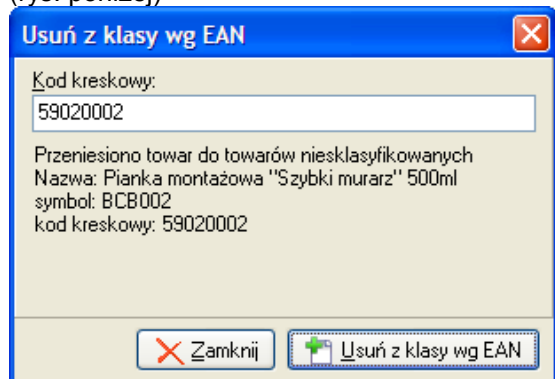 (rys. poniżej)
Usuń z klasy wg EAN
Kod kreskowy:
59020002
Przeniesiono towar do towarów niesklasyfikowanych
Nazwa: Pianka montażowa "Szybki murarz" 500ml
symbol: BCB002
kod kreskowy: 59020002
Zamknij
Usuń z klasy wg EAN